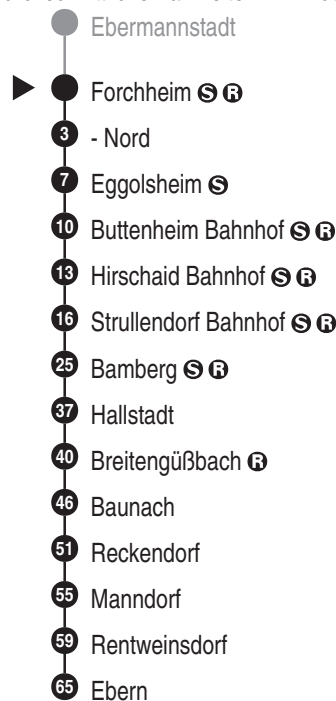 Ebermannstadt
Forchheim S R
3 - Nord
7 Eggolsheim S
10 Buttenheim Bahnhof S R
13 Hirschaid Bahnhof S R
16 Strullendorf Bahnhof S R
25 Bamberg S R
37 Hallstadt
40 Breitengüßbach R
46 Baunach
51 Reckendorf
55 Manndorf
59 Rentweinsdorf
65 Ebern